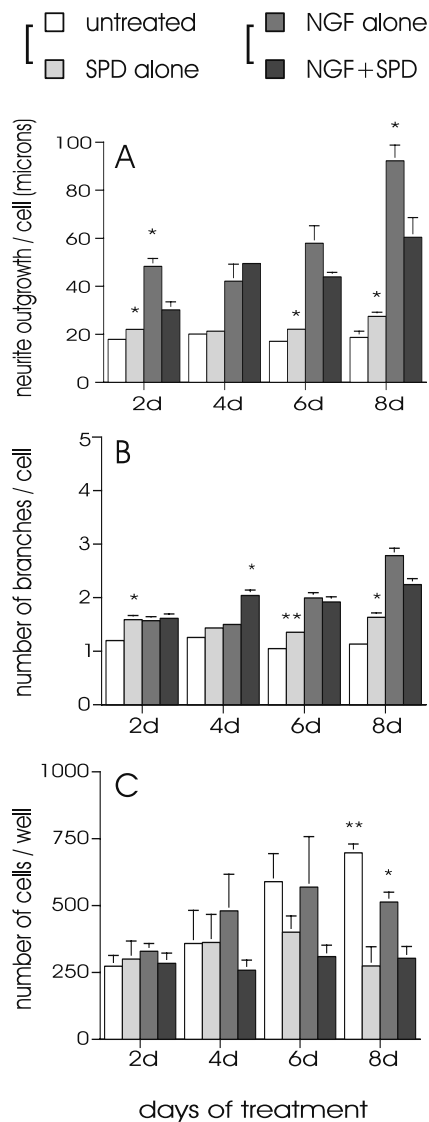 untreated
NGF alone
SPD alone
NGF+SPD
A
neurite outgrowth / cell (microns)
100
80
60
40
20
0
*
*
*
*
*
2d 4d 6d 8d
B
number of branches / cell
5
4
3
2
1
0
*
*
**
*
2d 4d 6d 8d
C
number of cells / well
1000
750
500
250
0
**
*
2d 4d 6d 8d
days of treatment